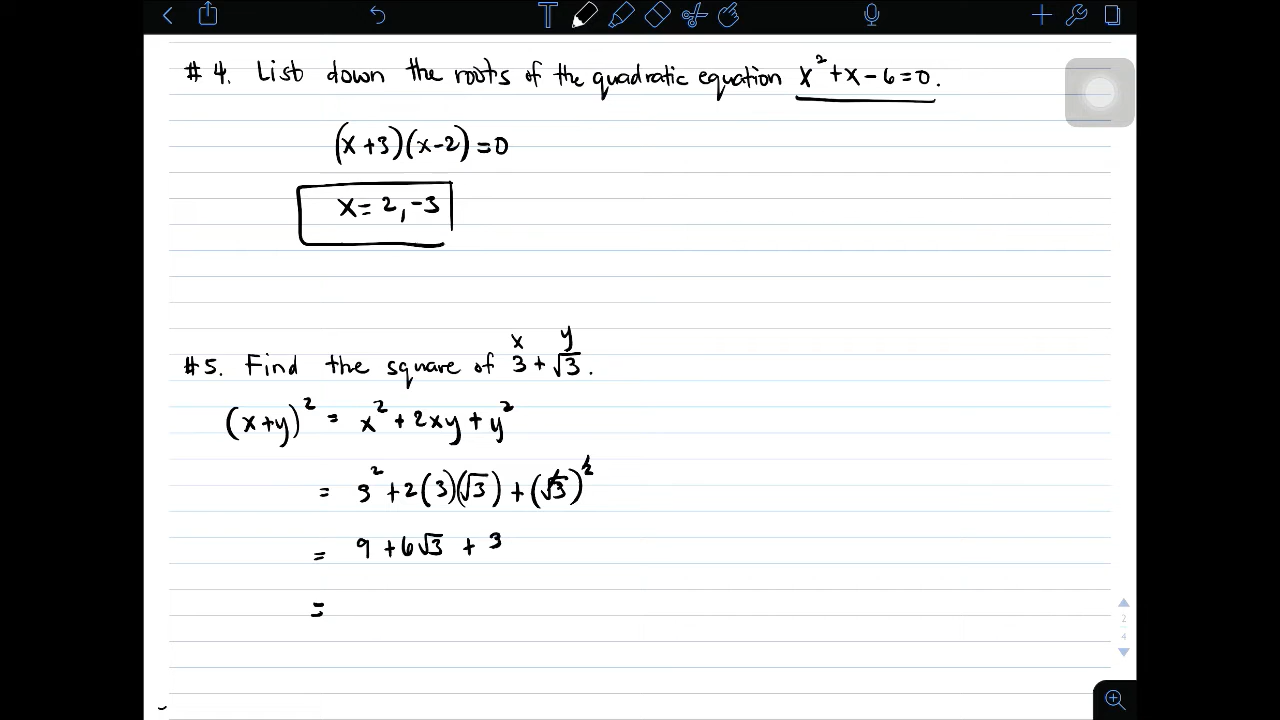 #4. List down the roots of the quadratic equation x² + x - 6 = 0.
(x+3)(x-2) = 0
x = 2, -3
x y
#5. Find the square of 3 + √3.
(x+y)² = x² + 2xy + y²
= 3² + 2(3)(√3) + (√3)²
= 9 + 6√3 + 3
=
T
2
4